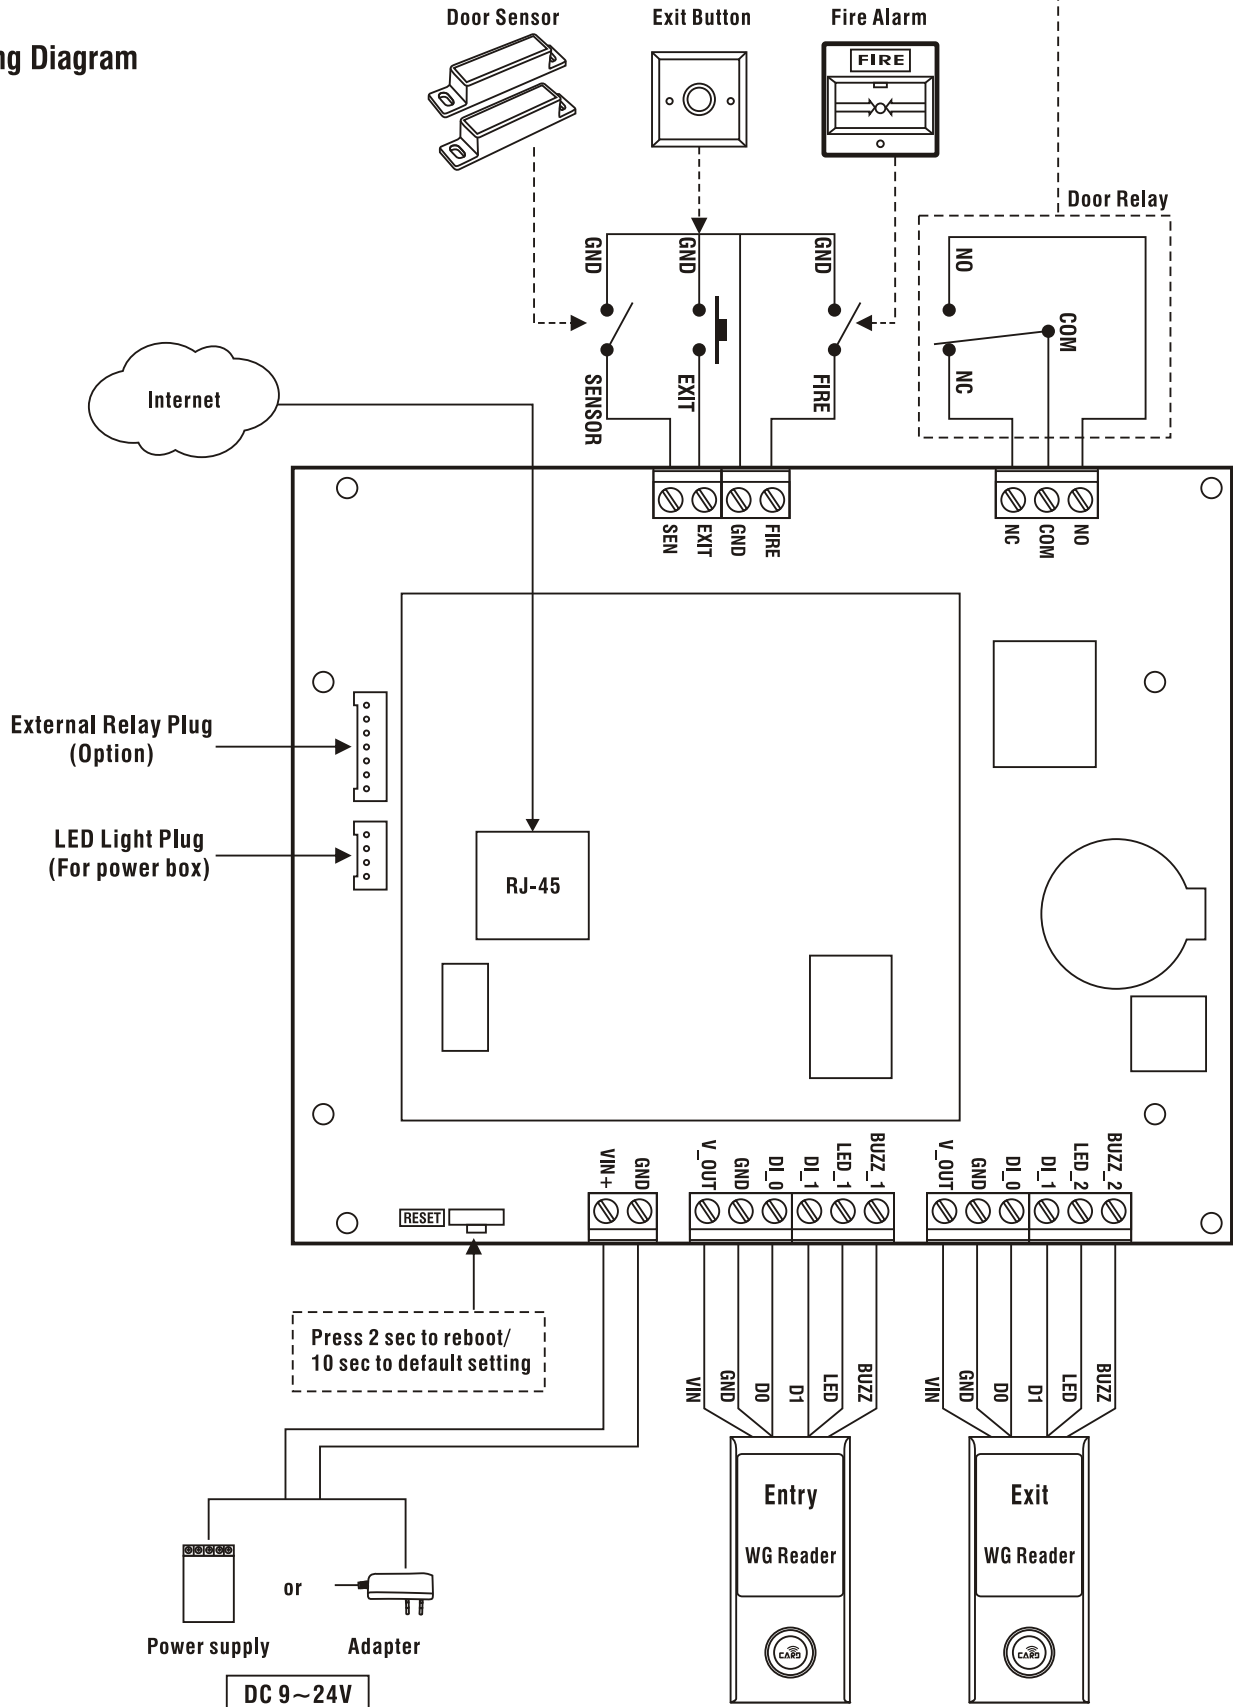 Door Sensor
Exit Button
Fire Alarm
ng Diagram
FIRE
Door Relay
GND
GND
GND
NO
COM
NC
SENSOR
EXIT
FIRE
Internet
SEN
EXIT
GND
FIRE
NC
COM
NO
External Relay Plug
(Option)
LED Light Plug
(For power box)
RJ-45
VIN+
GND
V_OUT
GND
DI_0
DI_1
LED_1
BUZZ_1
V_OUT
GND
DI_0
DI_1
LED_2
BUZZ_2
RESET
Press 2 sec to reboot/
10 sec to default setting
VIN
GND
D0
D1
LED
BUZZ
VIN
GND
D0
D1
LED
BUZZ
Entry
WG Reader
CARD
Exit
WG Reader
CARD
or
Power supply
Adapter
DC 9~24V